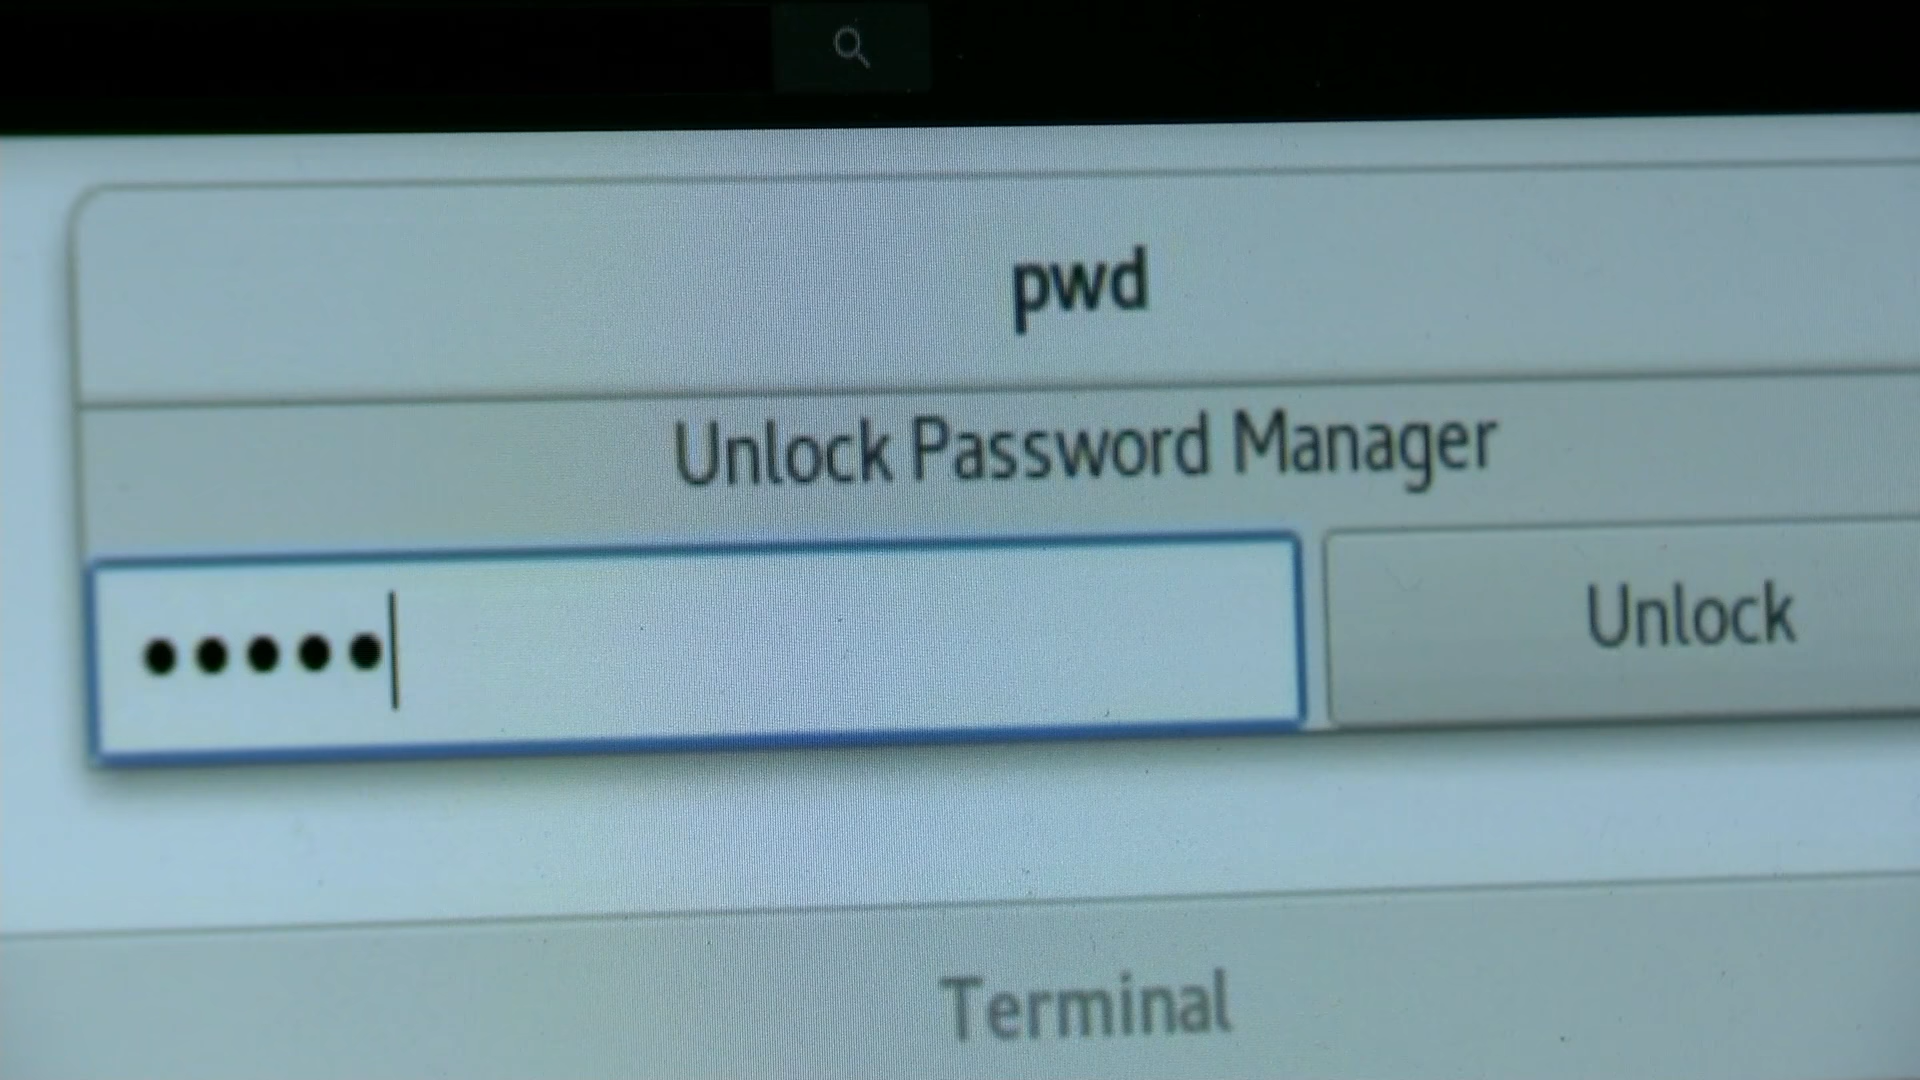 pwd
Unlock Password Manager
•••••
Unlock
Terminal